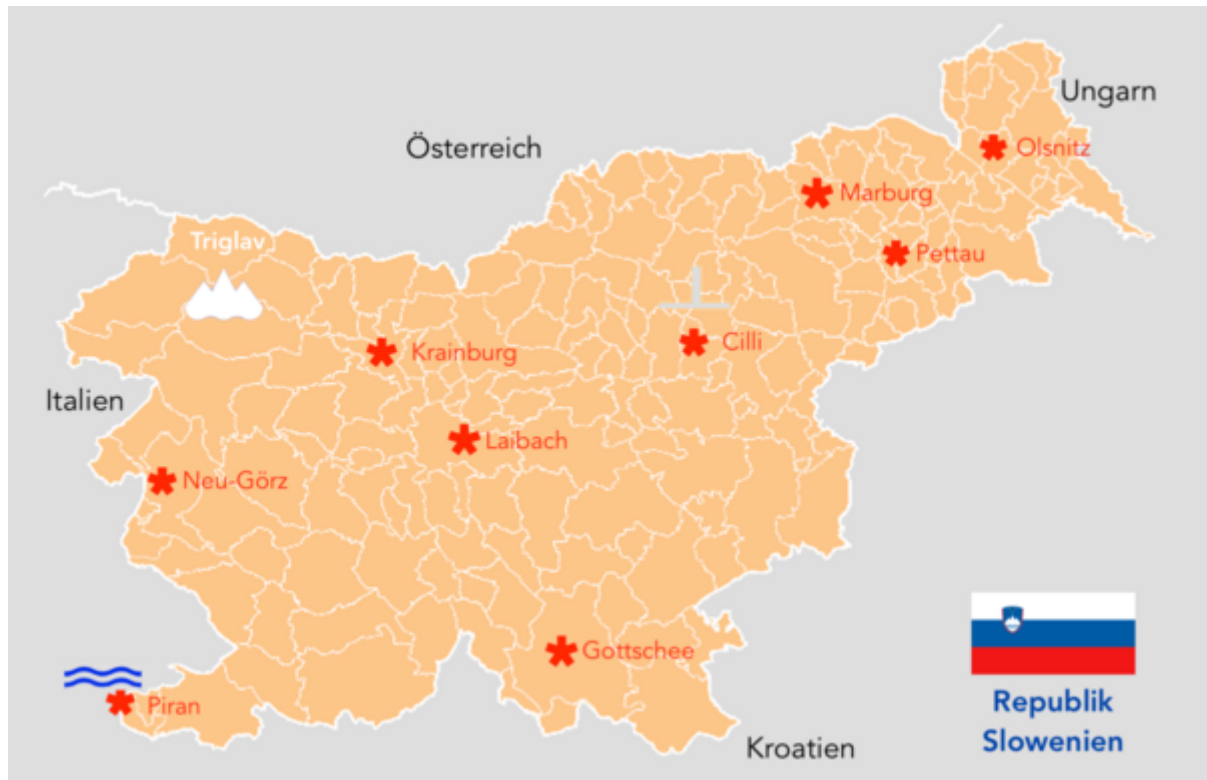 Ungarn
Österreich
Olsnitz
Marburg
Triglav
Pettau
Krainburg
Cilli
Italien
Laibach
Neu-Görz
Gottschee
Piran
Republik
Slowenien
Kroatien